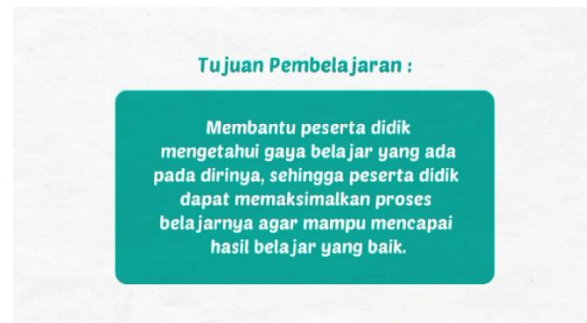 Tujuan Pembelajaran :
Membantu peserta didik
mengetahui gaya belajar yang ada
pada dirinya, sehingga peserta didik
dapat memaksimalkan proses
belajarnya agar mampu mencapai
hasil belajar yang baik.